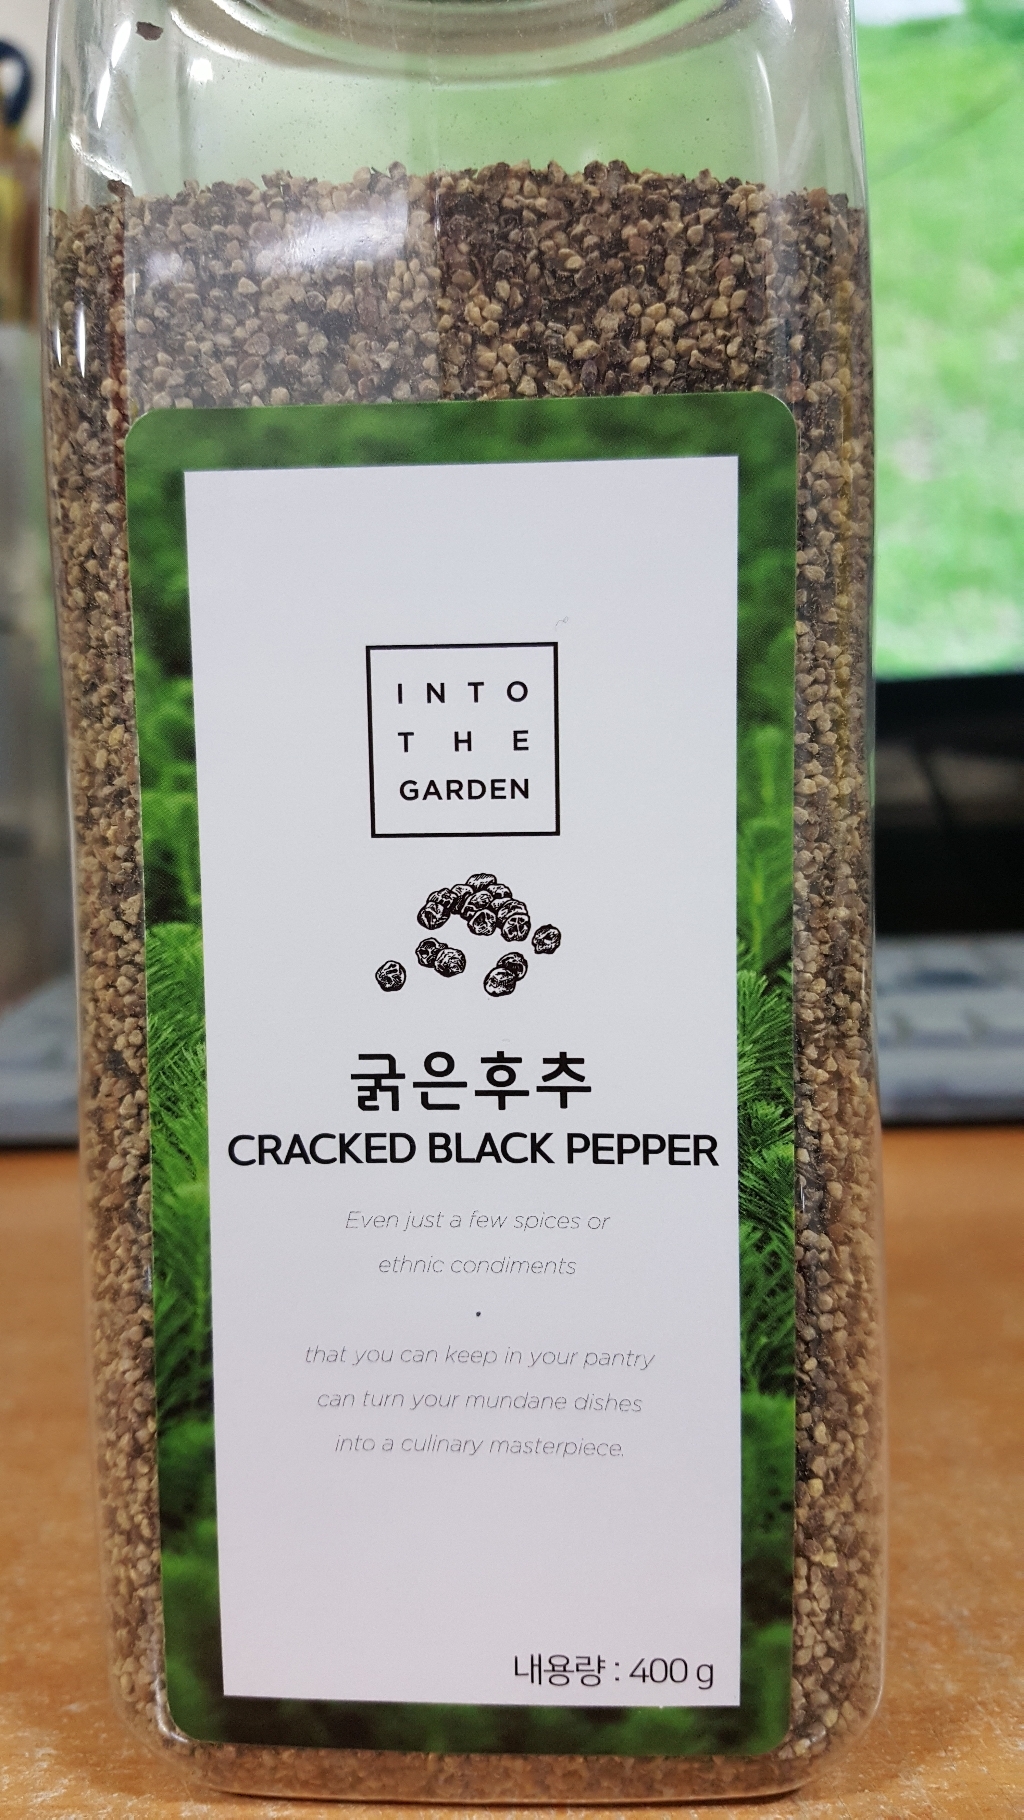 INTO
THE
GARDEN
굵은후추
CRACKED BLACK PEPPER
Even just a few spices or
ethnic condiments
.
that you can keep in your pantry
can turn your mundane dishes
into a culinary masterpiece.
내용량 : 400 g